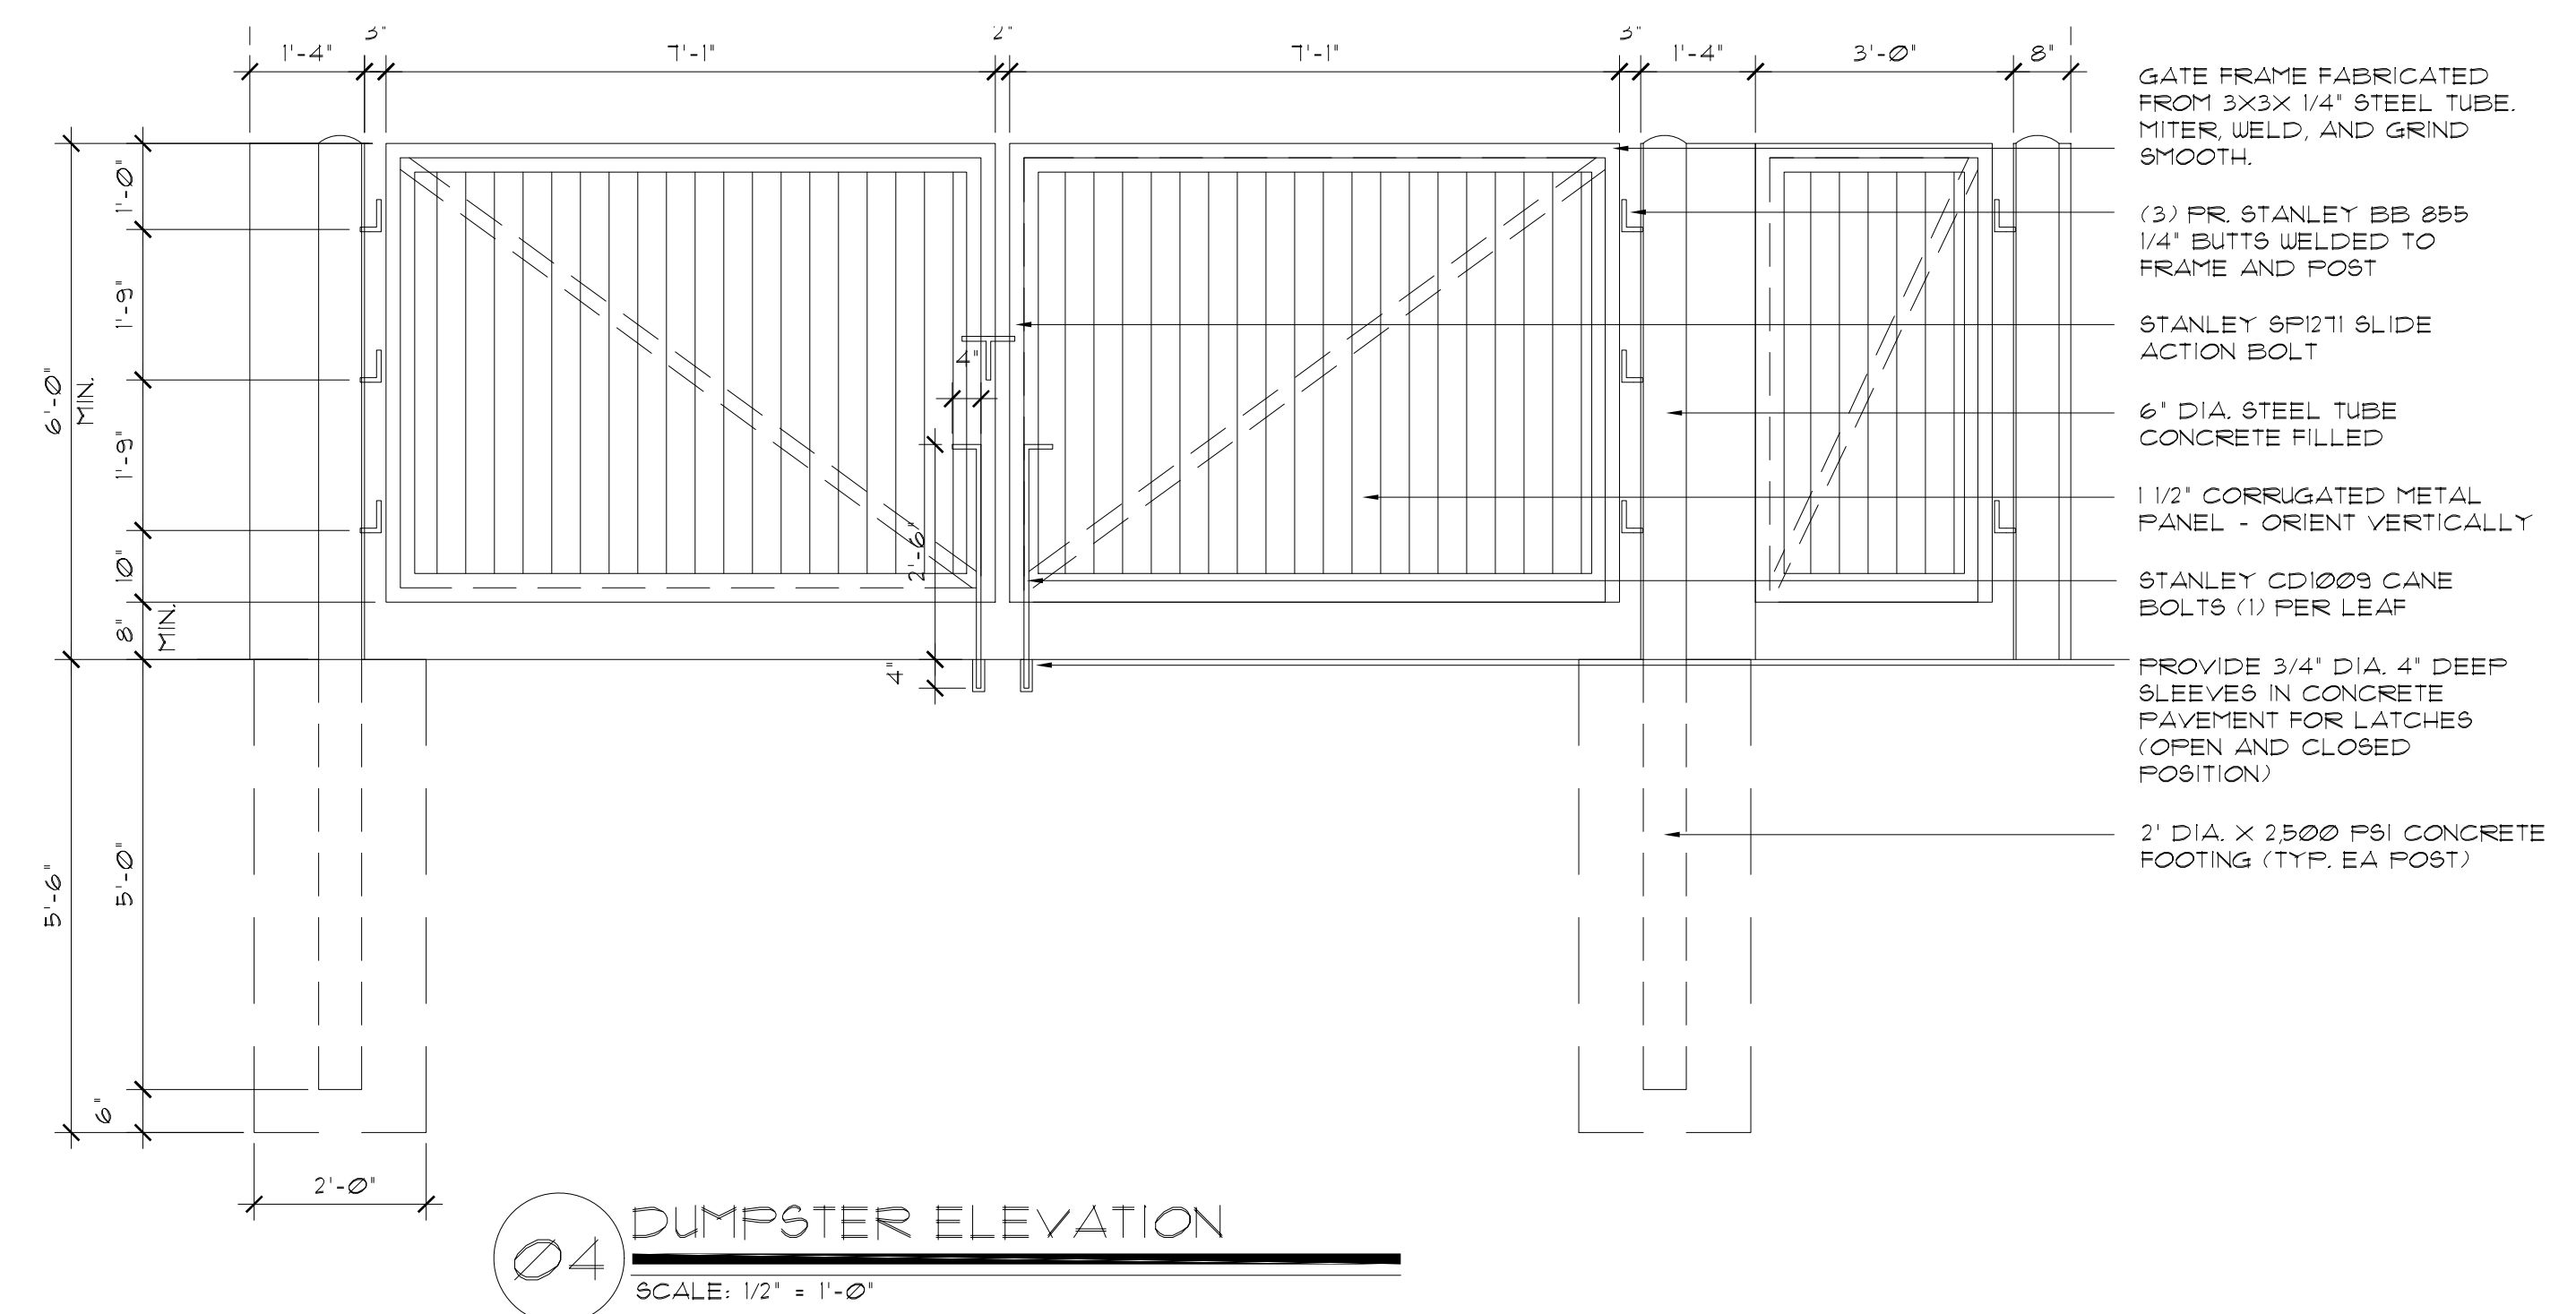 3" 2" 3"
1'-4" 7'-1" 7'-1" 1'-4" 3'-0" 8"
GATE FRAME FABRICATED
FROM 3X3X 1/4" STEEL TUBE.
MITER, WELD, AND GRIND
SMOOTH.
(3) PR. STANLEY BB 855
1/4" BUTTS WELDED TO
FRAME AND POST
STANLEY SP1271 SLIDE
ACTION BOLT
6" DIA. STEEL TUBE
CONCRETE FILLED
1 1/2" CORRUGATED METAL
PANEL - ORIENT VERTICALLY
STANLEY CD1009 CANE
BOLTS (1) PER LEAF
PROVIDE 3/4" DIA. 4" DEEP
SLEEVES IN CONCRETE
PAVEMENT FOR LATCHES
(OPEN AND CLOSED
POSITION)
2' DIA. X 2,500 PSI CONCRETE
FOOTING (TYP. EA POST)
6'-0"
MIN.
1'-0"
1'-9"
1'-9"
10"
8"
MIN.
4"
2'-6"
4"
5'-6"
5'-0"
6"
2'-0"
04
DUMPSTER ELEVATION
SCALE: 1/2" = 1'-0"